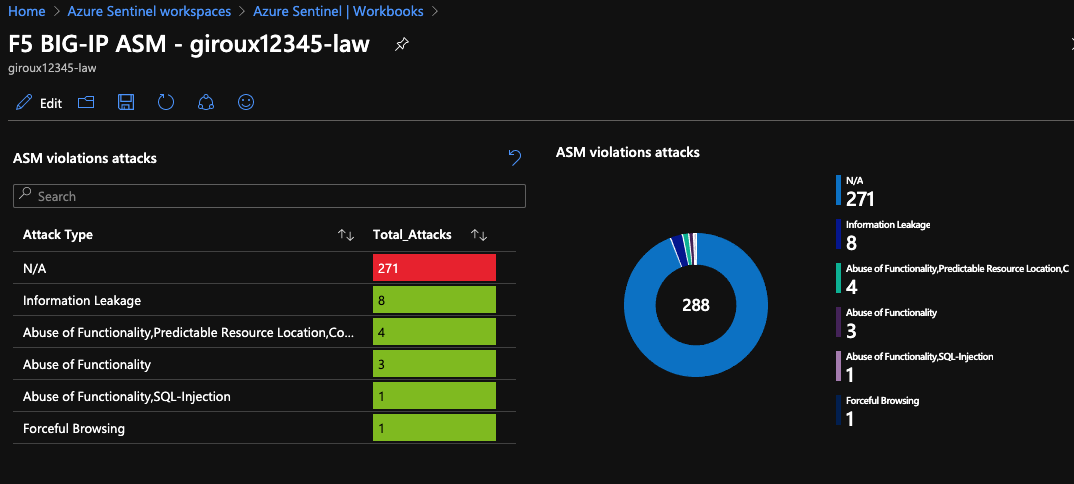 Home > Azure Sentinel workspaces > Azure Sentinel | Workbooks >
F5 BIG-IP ASM - giroux12345-law
giroux12345-law
Edit
ASM violations attacks
Search
Attack Type Total_Attacks
N/A 271
Information Leakage 8
Abuse of Functionality,Predictable Resource Location,Co... 4
Abuse of Functionality 3
Abuse of Functionality,SQL-Injection 1
Forceful Browsing 1
ASM violations attacks
288
N/A
271
Information Leakage
8
Abuse of Functionality,Predictable Resource Location,C
4
Abuse of Functionality
3
Abuse of Functionality,SQL-Injection
1
Forceful Browsing
1